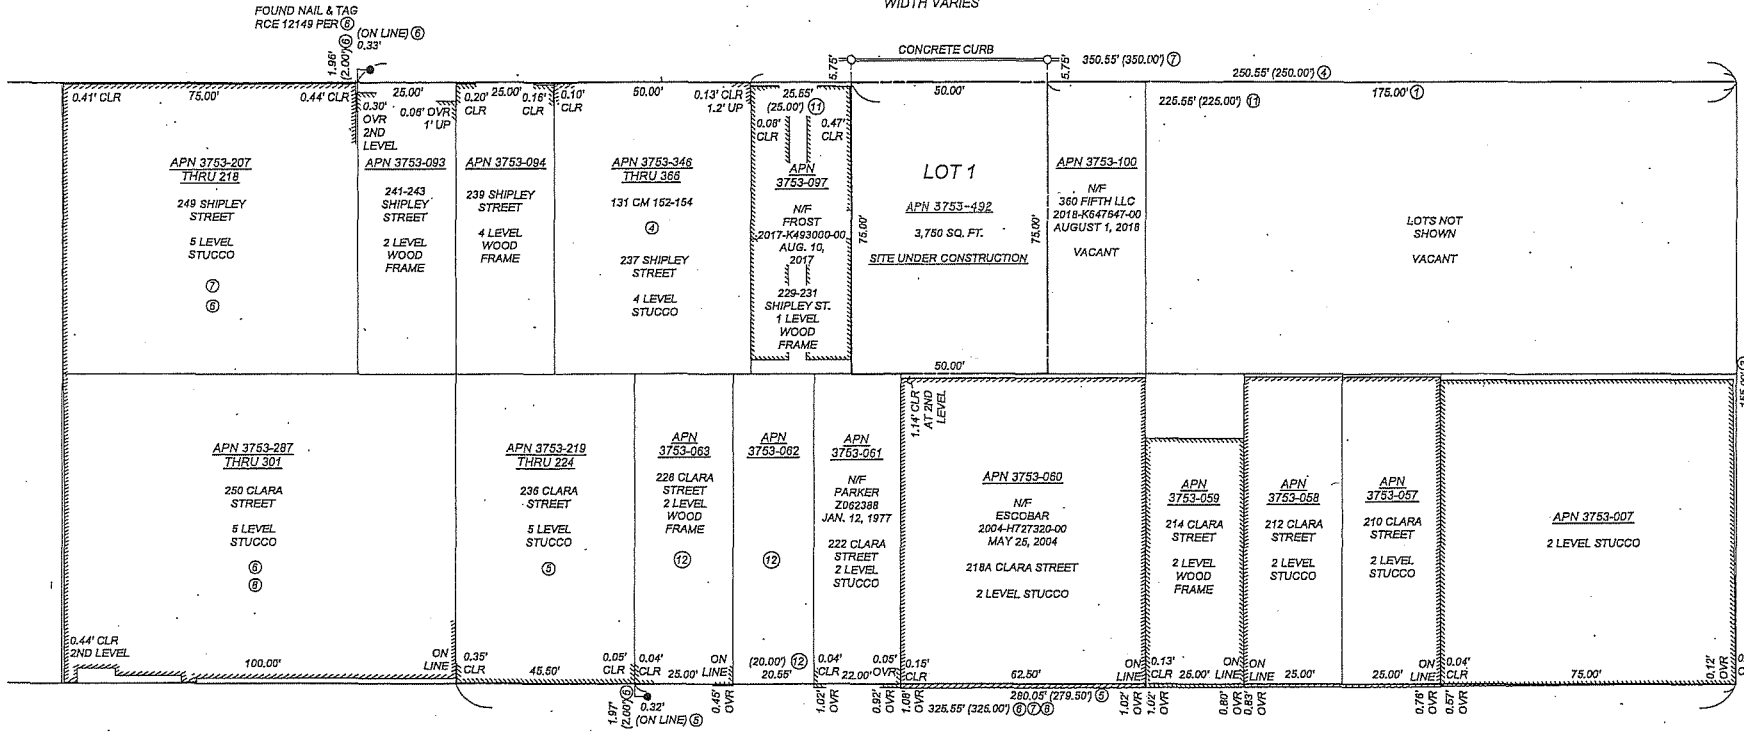 WIDTH VARIES
FOUND NAIL & TAG
RCE 12149 PER ⑥
(ON LINE) ⑥
0.33'
1.96'
(2.00') ⑥
CONCRETE CURB
5.75'
5.75'
350.55' (350.00') ⑦
250.55' (250.00') ④
225.55' (225.00') ⑪
175.00' ①
0.41' CLR
75.00'
0.44' CLR
25.00'
0.30'
OVR
2ND
LEVEL
0.06' OVR
1' UP
0.20'
CLR
25.00'
0.16'
CLR
0.10'
CLR
50.00'
0.13' CLR
1.2' UP
25.55'
(25.00') ⑪
0.08'
CLR
0.47'
CLR
50.00'
APN 3753-207
THRU 218
249 SHIPLEY
STREET
5 LEVEL
STUCCO
⑦
⑥
APN 3753-093
241-243
SHIPLEY
STREET
2 LEVEL
WOOD
FRAME
APN 3753-094
239 SHIPLEY
STREET
4 LEVEL
WOOD
FRAME
APN 3753-346
THRU 366
131 CM 152-154
④
237 SHIPLEY
STREET
4 LEVEL
STUCCO
APN
3753-097
N/F
FROST
2017-K493000-00
AUG. 10,
2017
229-231
SHIPLEY ST.
1 LEVEL
WOOD
FRAME
75.00'
LOT 1
APN 3753-492
3,750 SQ. FT.
SITE UNDER CONSTRUCTION
75.00'
50.00'
APN 3753-100
N/F
360 FIFTH LLC
2018-K647647-00
AUGUST 1, 2018
VACANT
LOTS NOT
SHOWN
VACANT
APN 3753-287
THRU 301
250 CLARA
STREET
5 LEVEL
STUCCO
⑥
⑧
0.44' CLR
2ND LEVEL
100.00'
ON
LINE
APN 3753-219
THRU 224
236 CLARA
STREET
5 LEVEL
STUCCO
⑤
0.35'
CLR
45.50'
0.05'
CLR
APN
3753-063
228 CLARA
STREET
2 LEVEL
WOOD
FRAME
⑫
0.04'
CLR
25.00'
ON
LINE
0.45'
OVR
APN
3753-062
⑫
(20.00') ⑫
20.55'
APN
3753-061
N/F
PARKER
Z062388
JAN. 12, 1977
222 CLARA
STREET
2 LEVEL
STUCCO
0.04'
CLR
22.00'
0.05'
OVR
1.02'
OVR
0.92'
OVR
1.14' CLR
AT 2ND
LEVEL
APN 3753-060
N/F
ESCOBAR
2004-H727320-00
MAY 25, 2004
218A CLARA STREET
2 LEVEL STUCCO
0.15'
CLR
62.50'
ON
LINE
1.08'
OVR
1.02'
OVR
APN
3753-059
214 CLARA
STREET
2 LEVEL
WOOD
FRAME
0.13'
CLR
25.00'
ON
LINE
1.02'
OVR
0.80'
OVR
APN
3753-058
212 CLARA
STREET
2 LEVEL
STUCCO
ON
LINE
25.00'
0.83'
OVR
APN
3753-057
210 CLARA
STREET
2 LEVEL
STUCCO
25.00'
ON
LINE
0.76'
OVR
APN 3753-007
2 LEVEL STUCCO
0.04'
CLR
75.00'
0.12'
OVR
0.57'
OVR
1.97'
(2.00') ⑥
0.32'
(ON LINE) ⑤
280.05' (279.50') ⑤
325.55' (325.00') ⑥⑦⑧